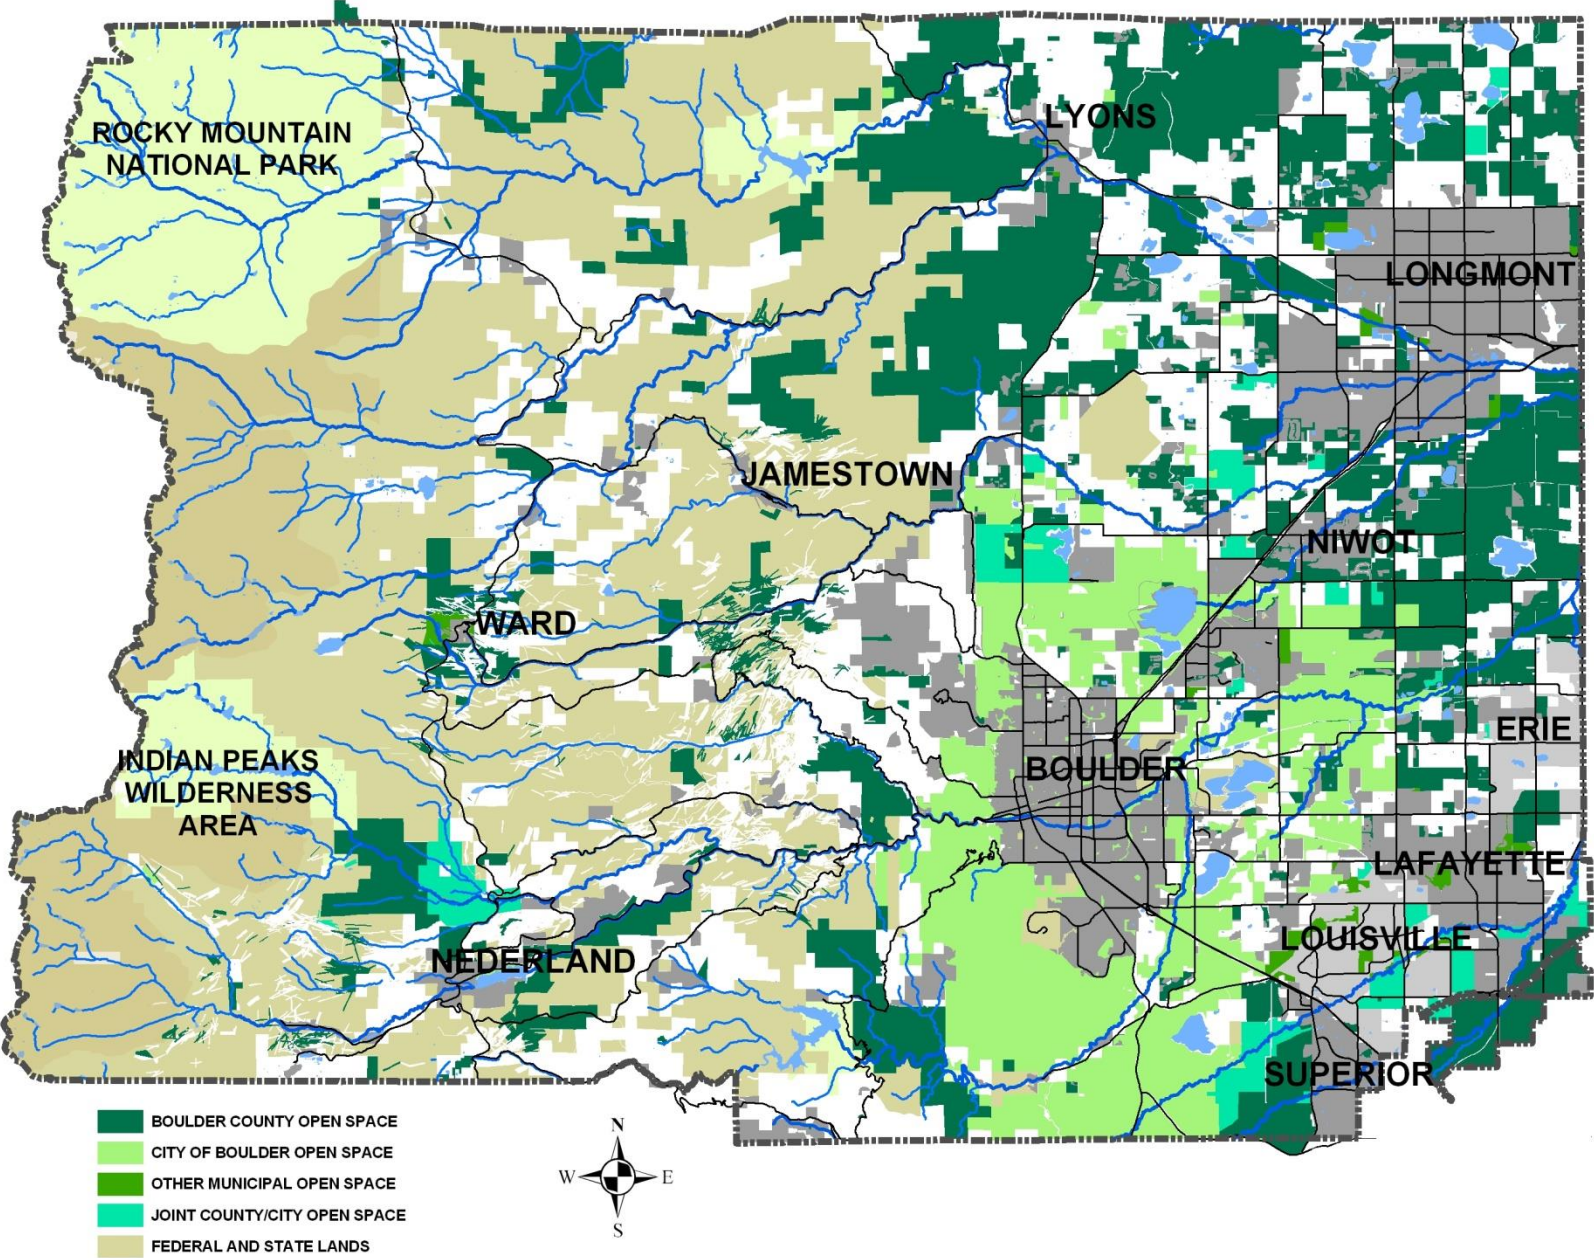 LYONS
ROCKY MOUNTAIN
NATIONAL PARK
LONGMONT
JAMESTOWN
NIWOT
WARD
ERIE
INDIAN PEAKS
WILDERNESS
AREA
BOULDER
LAFAYETTE
LOUISVILLE
NEDERLAND
SUPERIOR
BOULDER COUNTY OPEN SPACE
CITY OF BOULDER OPEN SPACE
OTHER MUNICIPAL OPEN SPACE
JOINT COUNTY/CITY OPEN SPACE
FEDERAL AND STATE LANDS
N
W E
S